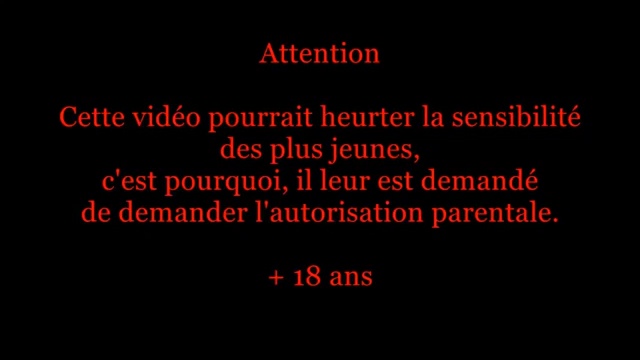 Attention
Cette vidéo pourrait heurter la sensibilité
des plus jeunes,
c'est pourquoi, il leur est demandé
de demander l'autorisation parentale.
+ 18 ans